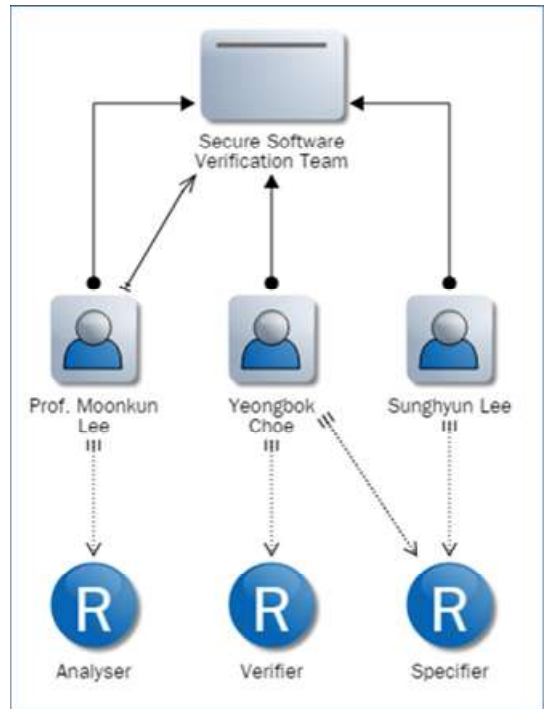 Secure Software
Verification Team
Prof. Moonkun
Lee
Yeongbok
Choe
Sunghyun Lee
R
R
R
Analyser
Verifier
Specifier